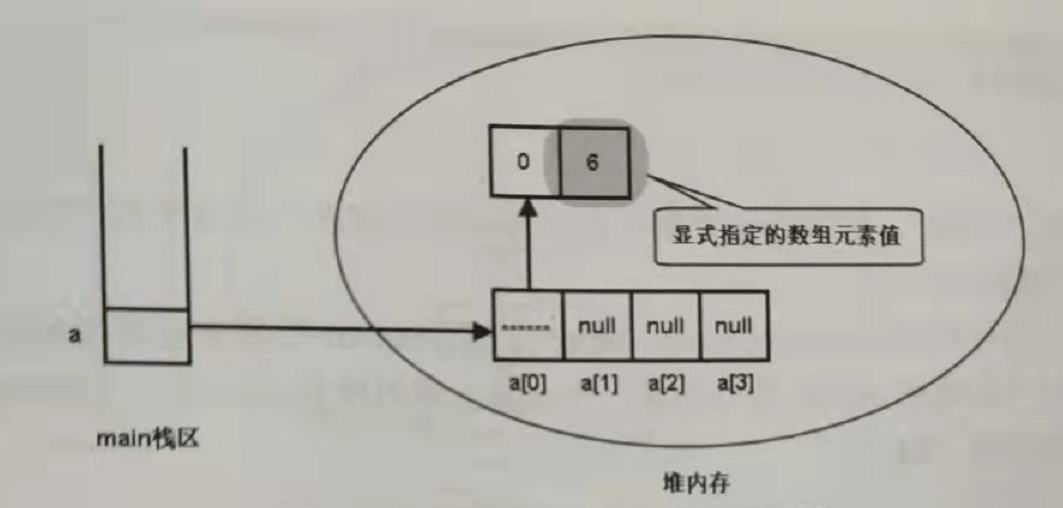 0 6
显式指定的数组元素值
------ null null null
a
a[0] a[1] a[2] a[3]
main栈区
堆内存